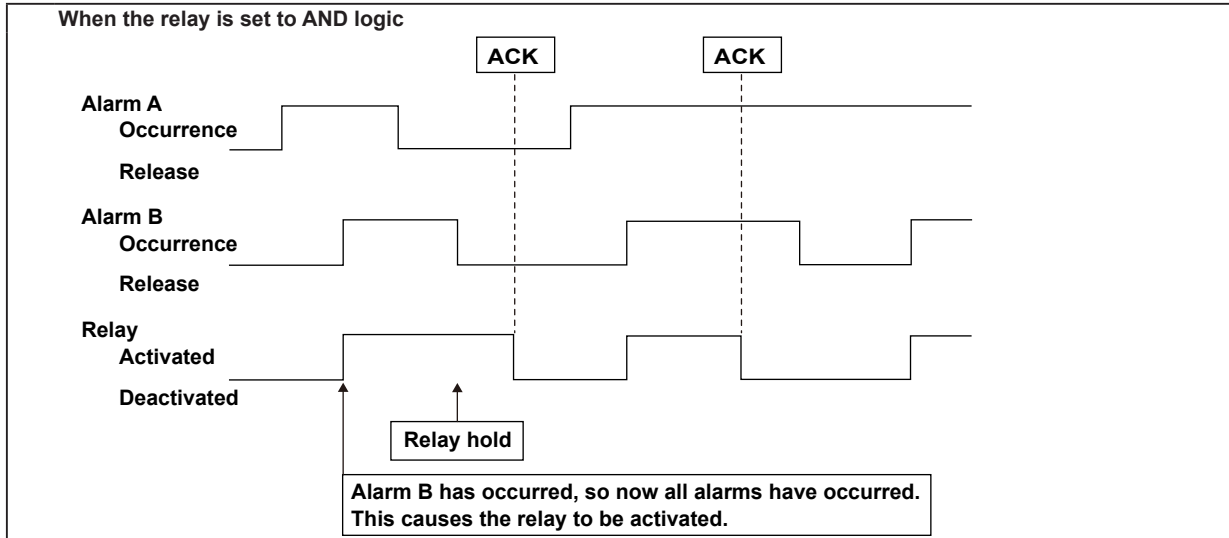 When the relay is set to AND logic
ACK
ACK
Alarm A
Occurrence
Release
Alarm B
Occurrence
Release
Relay
Activated
Deactivated
Relay hold
Alarm B has occurred, so now all alarms have occurred.
This causes the relay to be activated.